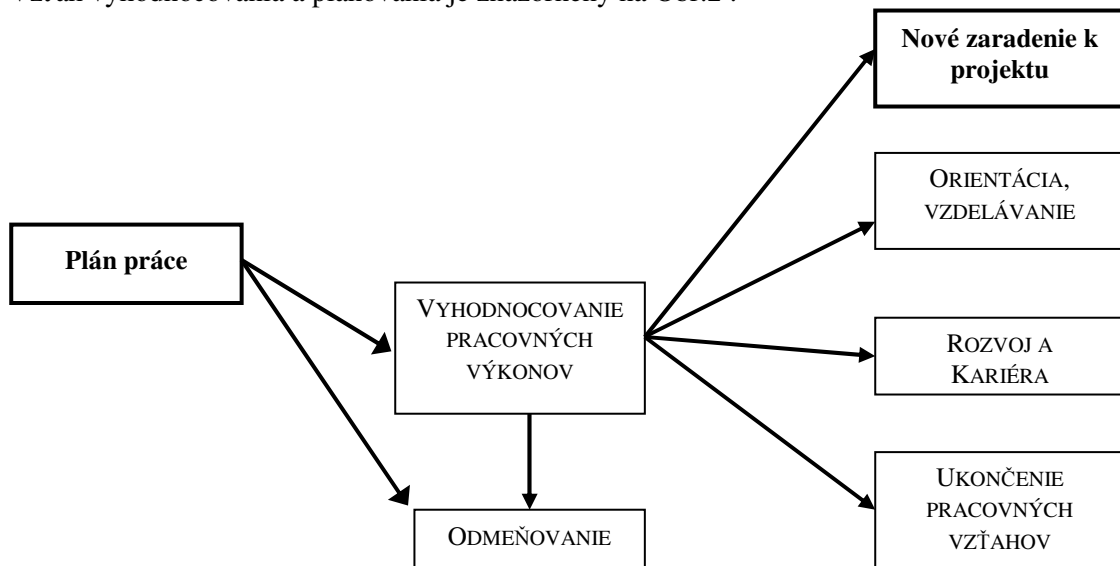 Nové zaradenie k
projektu
ORIENTÁCIA,
VZDELÁVANIE
Plán práce
VYHODNOCOVANIE
PRACOVNÝCH
VÝKONOV
ROZVOJ A
KARIÉRA
UKONČENIE
PRACOVNÝCH
VZŤAHOV
ODMEŇOVANIE